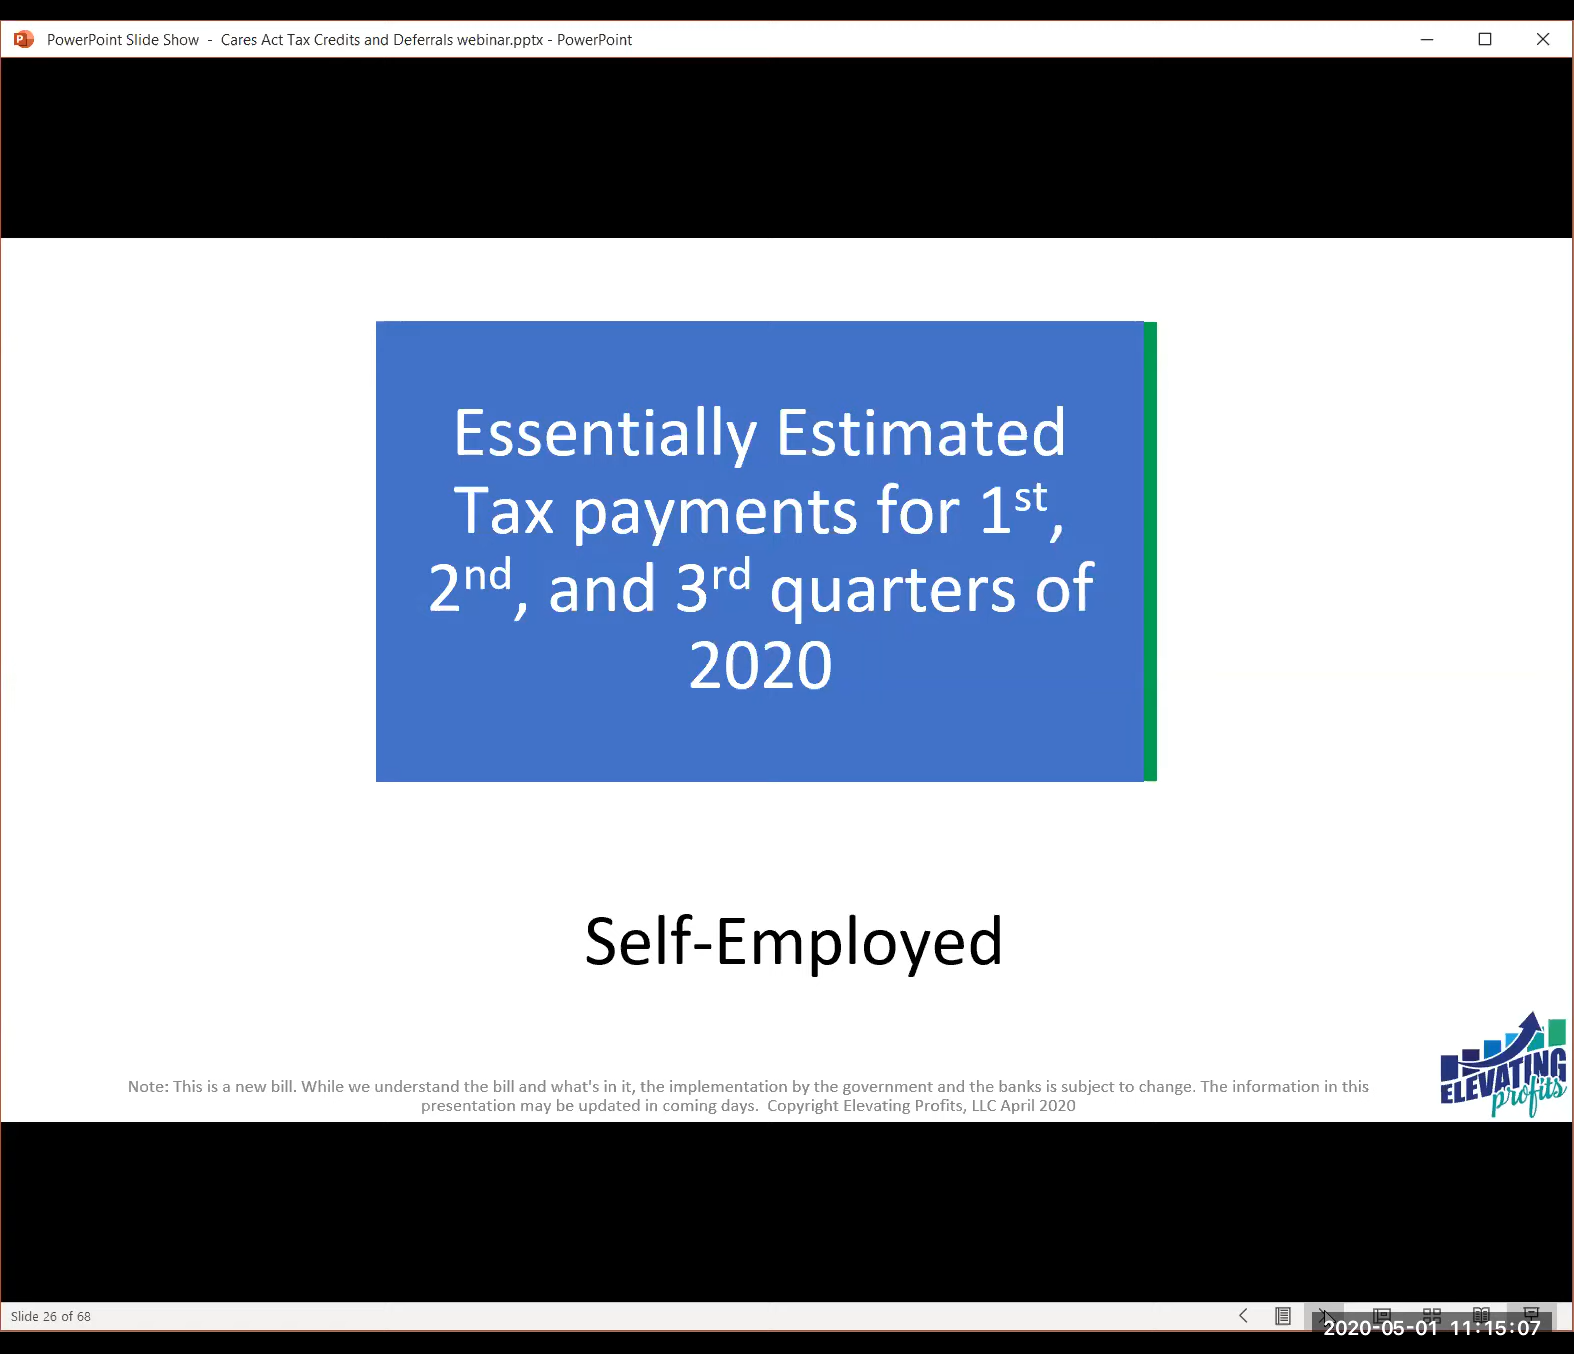 PowerPoint Slide Show  -  Cares Act Tax Credits and Deferrals webinar.pptx - PowerPoint
Essentially Estimated
Tax payments for 1st,
2nd, and 3rd quarters of
2020
Self-Employed
ELEVATING
profits
Note: This is a new bill. While we understand the bill and what's in it, the implementation by the government and the banks is subject to change. The information in this
presentation may be updated in coming days.  Copyright Elevating Profits, LLC April 2020
Slide 26 of 68
2020-05-01 11:15:07